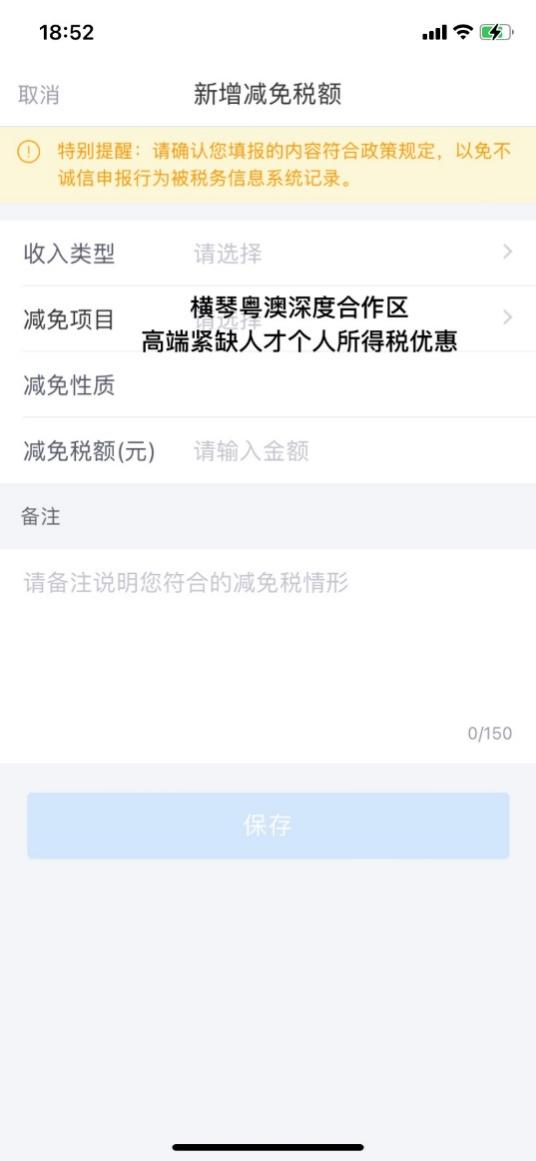 18:52
取消
新增减免税额
特别提醒：请确认您填报的内容符合政策规定，以免不
诚信申报行为被税务信息系统记录。
收入类型 请选择
减免项目 请选择
横琴粤澳深度合作区
高端紧缺人才个人所得税优惠
减免性质
减免税额(元) 请输入金额
备注
请备注说明您符合的减免税情形
0/150
保存